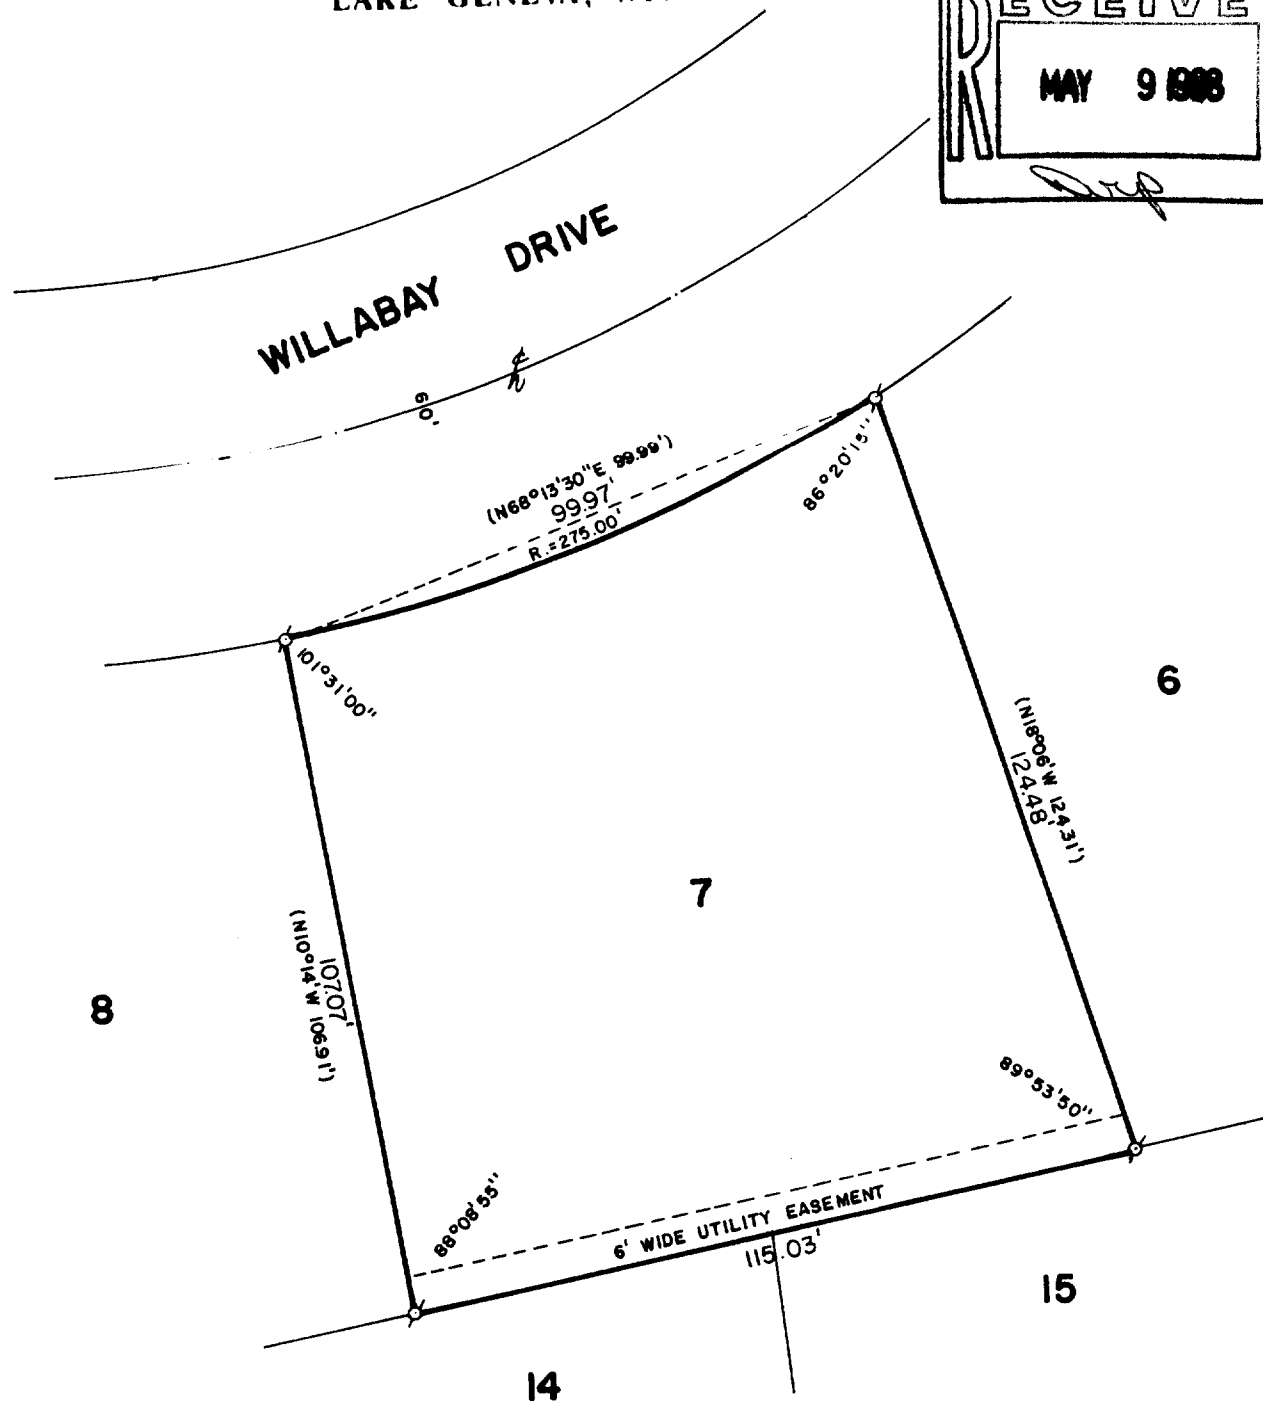 LAKE GENEVA,
RECEIVE
MAY 9
WILLABAY DRIVE
60'
(N68°13'30"E 99.99')
99.97'
R.=275.00'
86°20'15"
101°31'00"
6
(N18°06'W 124.31')
124.48'
7
107.07'
(N10°14'W 106.91')
8
89°53'50"
88°08'55"
6' WIDE UTILITY EASEMENT
115.03'
15
14